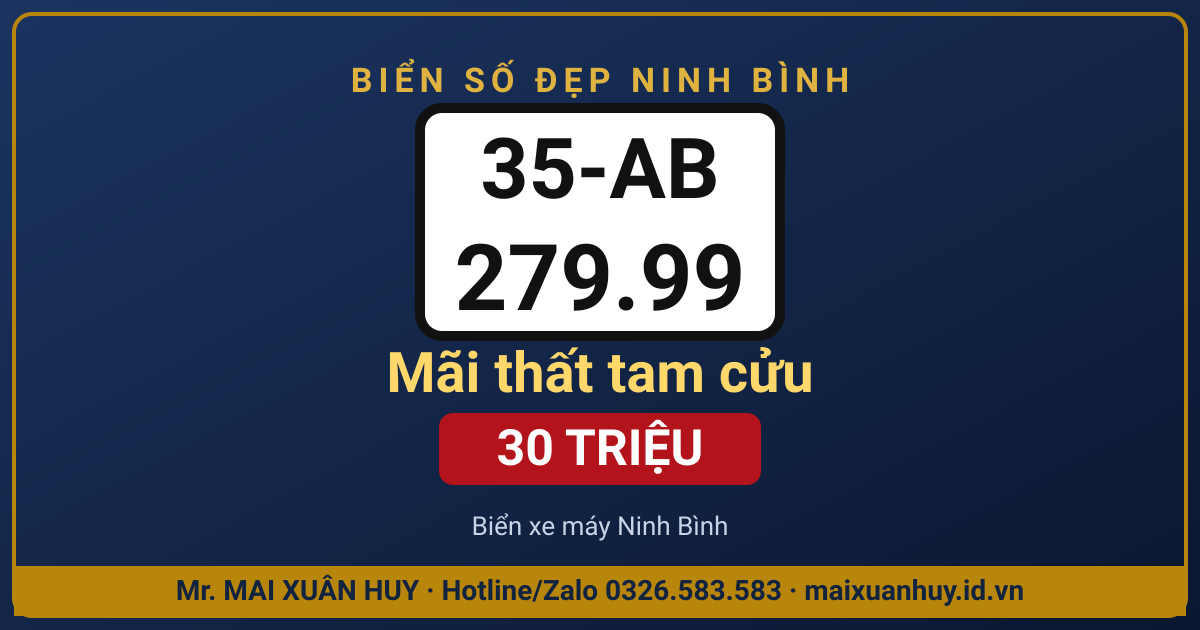 BIỂN SỐ ĐẸP NINH BÌNH
35-AB
279.99
Mãi thất tam cửu
30 TRIỆU
Biển xe máy Ninh Bình
Mr. MAI XUÂN HUY · Hotline/Zalo 0326.583.583 · maixuanhuy.id.vn